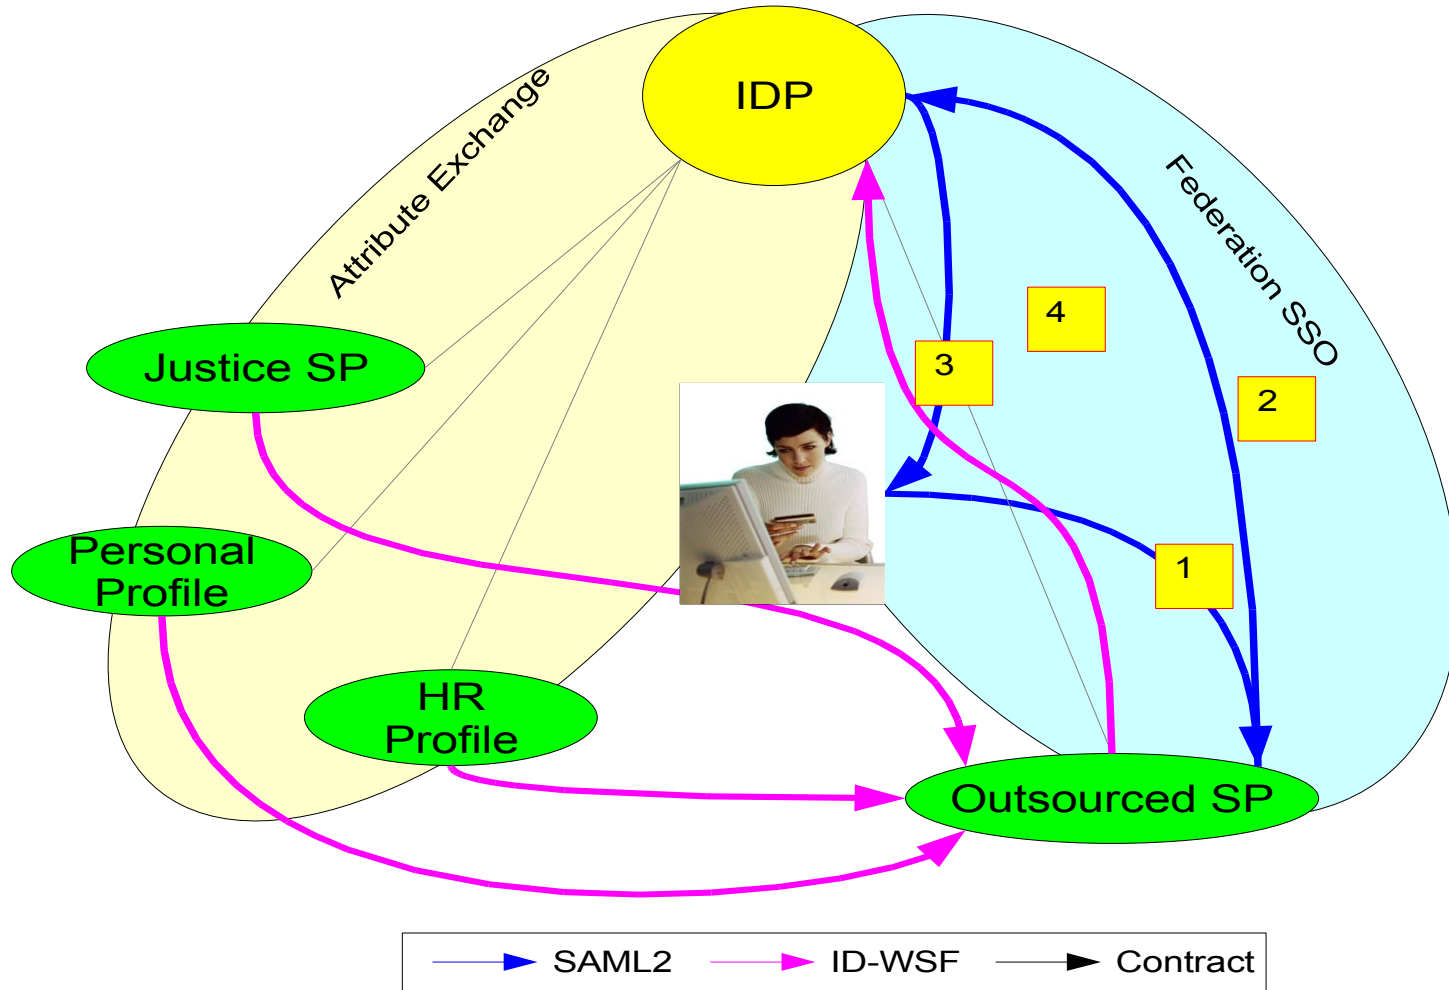 IDP
Attribute Exchange
Federation SSO
4
3
2
Justice SP
Personal
Profile
1
HR
Profile
Outsourced SP
SAML2
ID-WSF
Contract